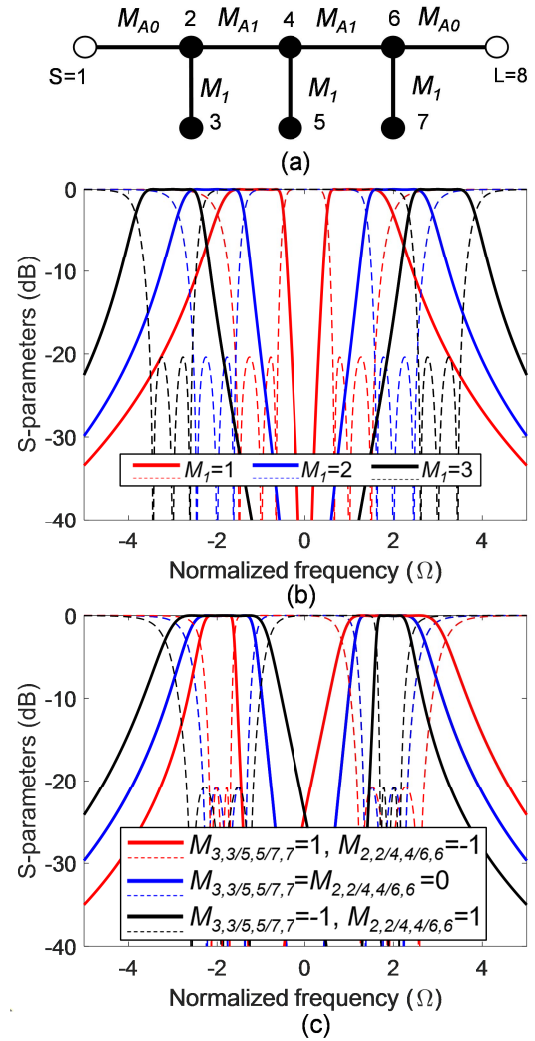 M_A0 2 M_A1 4 M_A1 6 M_A0
S=1 M_1 M_1 M_1 L=8
3 5 7
(a)
0
-10
-20
-30
-40
S-parameters (dB)
M_1=1 M_1=2 M_1=3
-4 -2 0 2 4
Normalized frequency (Ω)
(b)
0
-10
-20
-30
-40
S-parameters (dB)
M_3,3/5,5/7,7=1, M_2,2/4,4/6,6=-1
M_3,3/5,5/7,7=M_2,2/4,4/6,6=0
M_3,3/5,5/7,7=-1, M_2,2/4,4/6,6=1
-4 -2 0 2 4
Normalized frequency (Ω)
(c)